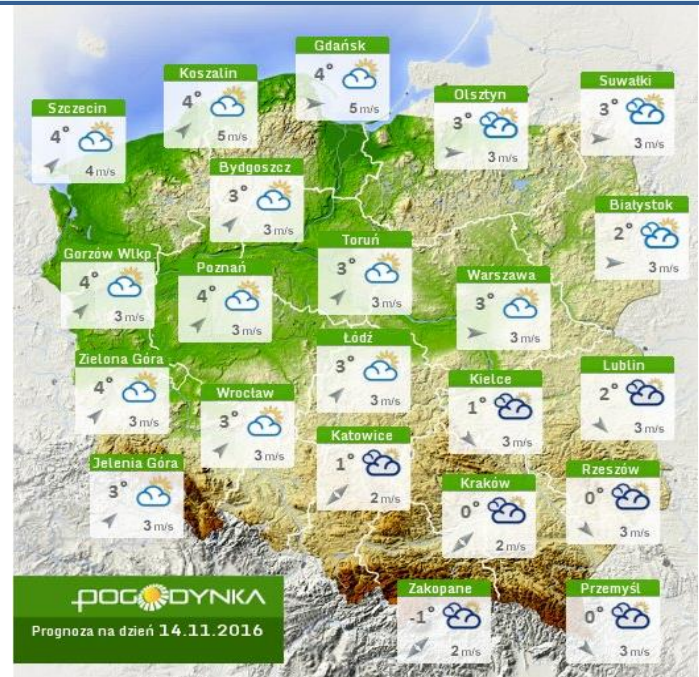 Gdańsk
4°
5 m/s
Koszalin
4°
5 m/s
Szczecin
4°
4 m/s
Olsztyn
3°
3 m/s
Suwałki
3°
3 m/s
Bydgoszcz
3°
3 m/s
Białystok
2°
3 m/s
Gorzów Wlkp
4°
3 m/s
Poznań
4°
3 m/s
Toruń
3°
3 m/s
Warszawa
3°
3 m/s
Zielona Góra
4°
3 m/s
Łódź
3°
3 m/s
Wrocław
3°
3 m/s
Kielce
1°
3 m/s
Lublin
2°
3 m/s
Jelenia Góra
3°
3 m/s
Katowice
1°
2 m/s
Kraków
0°
2 m/s
Rzeszów
0°
3 m/s
Zakopane
-1°
2 m/s
Przemyśl
0°
3 m/s
POGODYNKA
Prognoza na dzień 14.11.2016